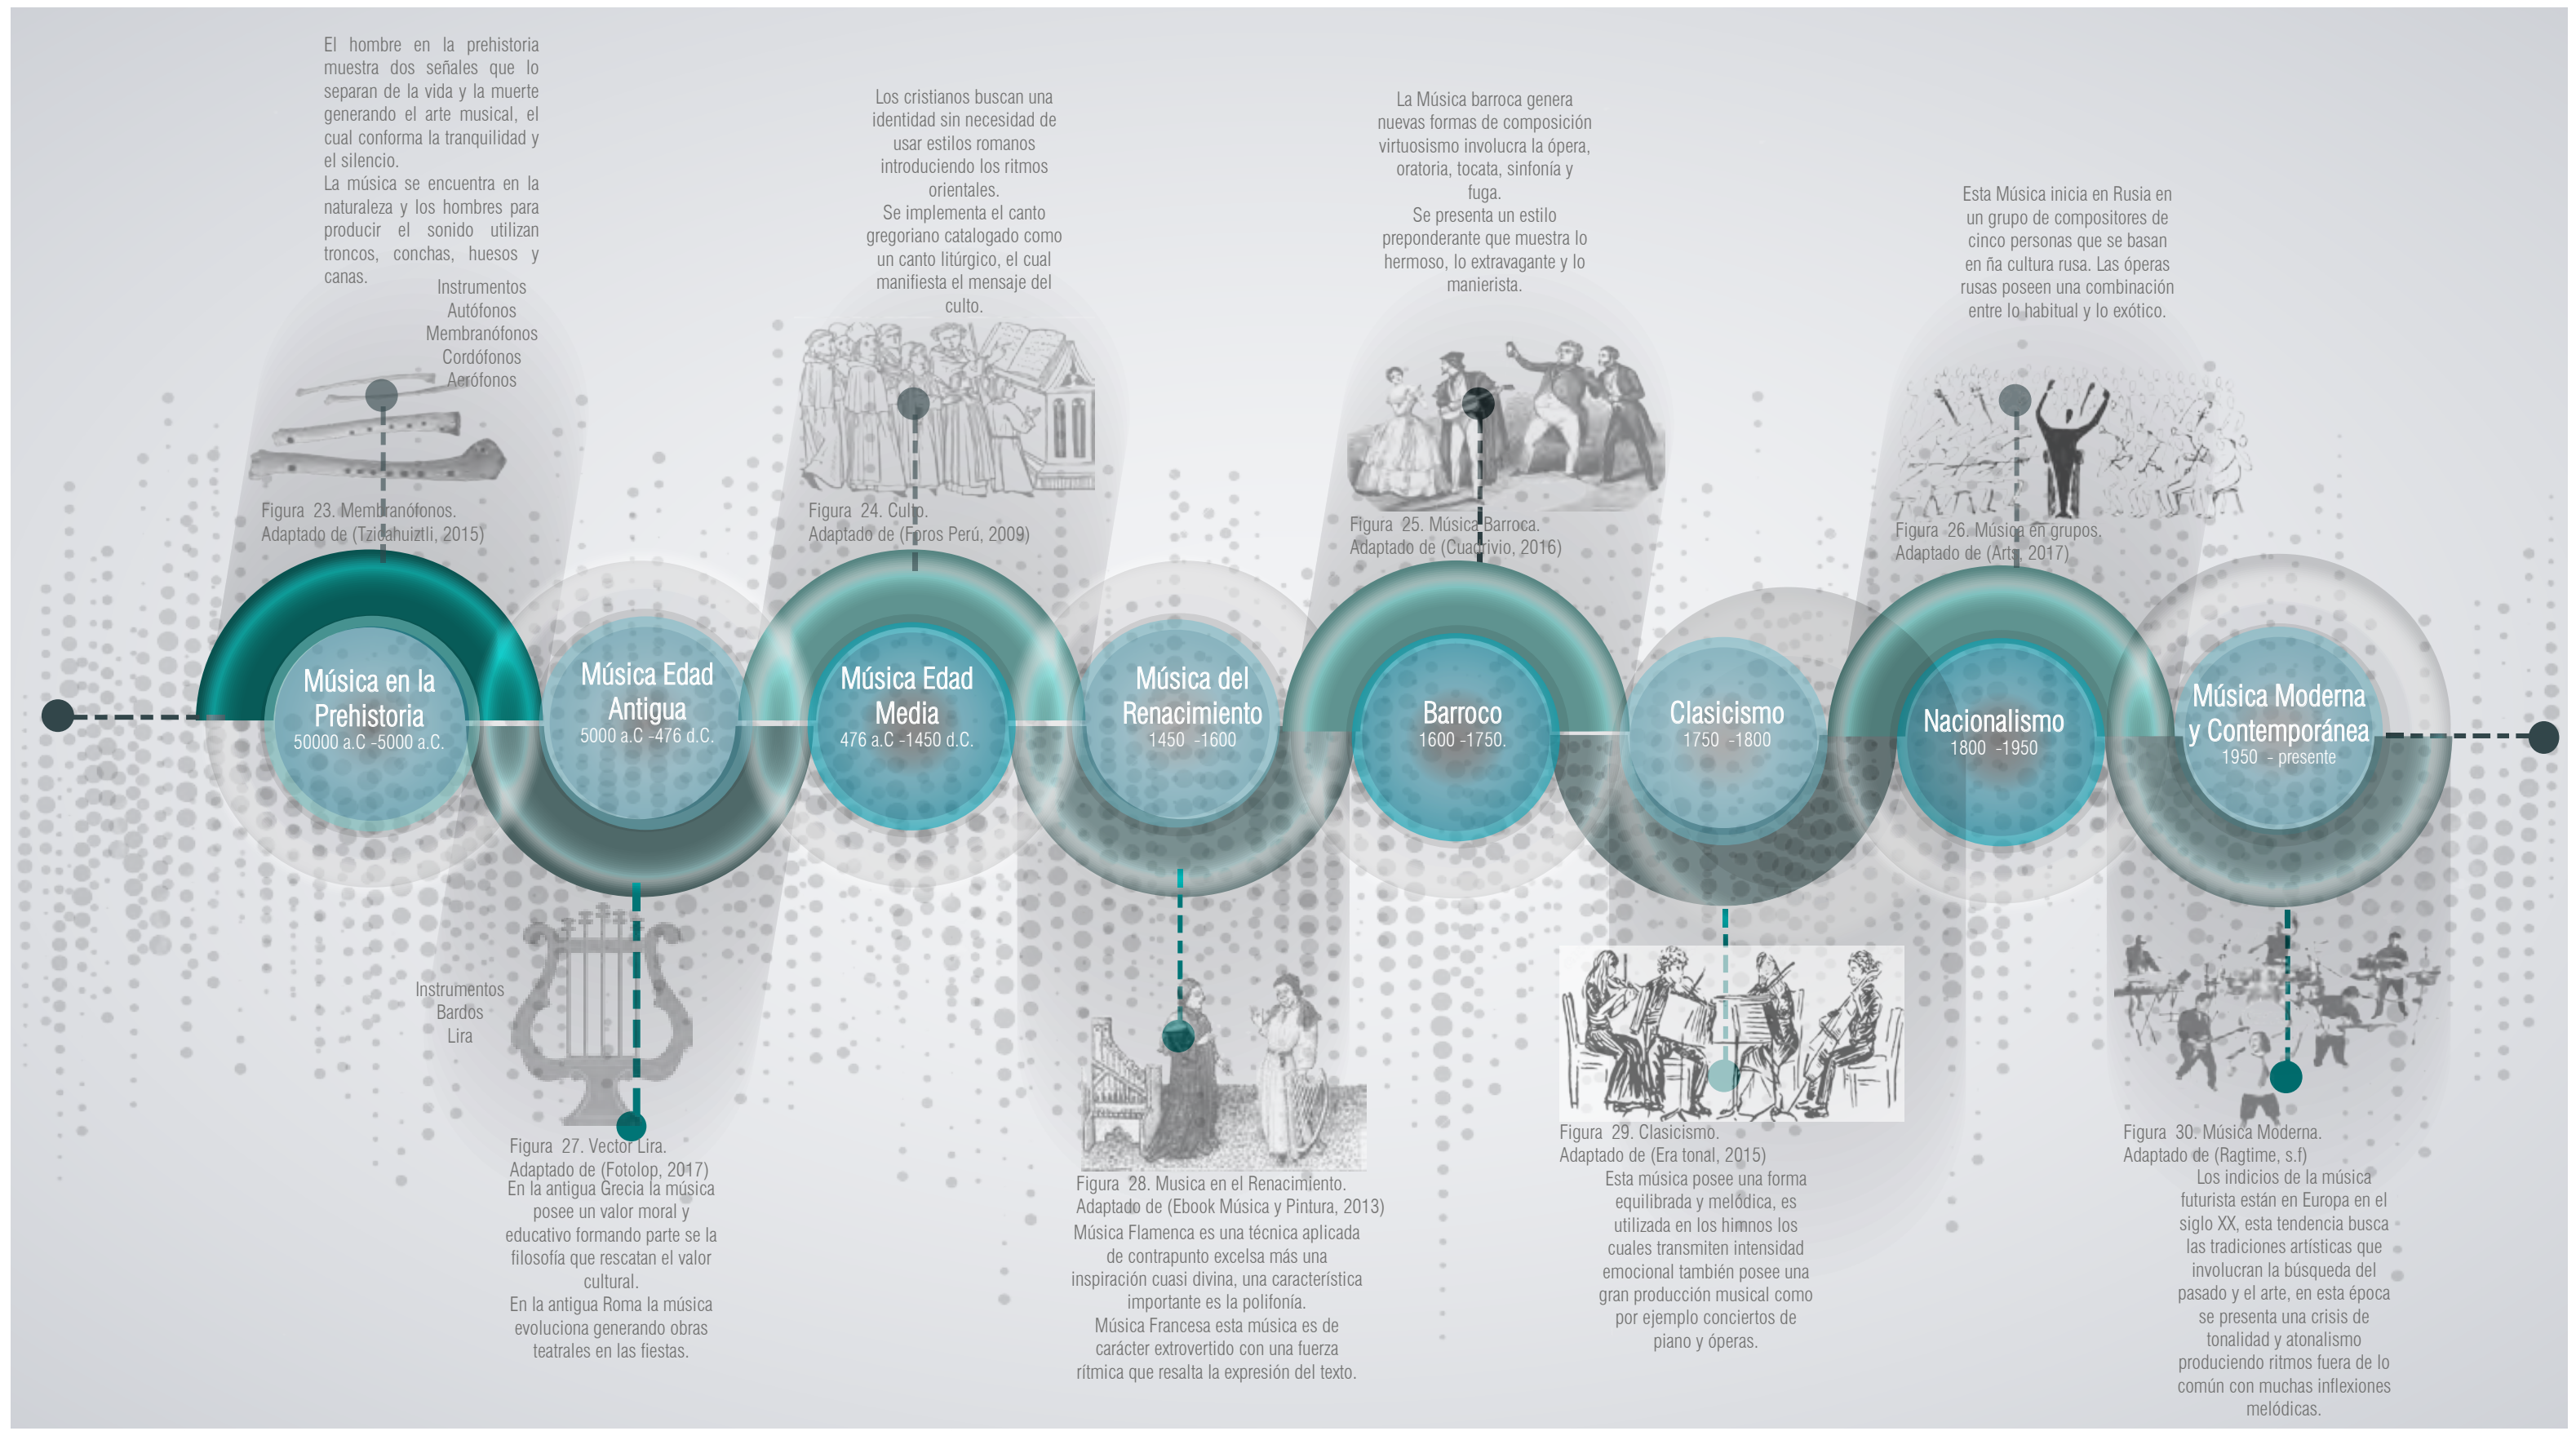 El hombre en la prehistoria
muestra dos señales que lo
separan de la vida y la muerte
generando el arte musical, el
cual conforma la tranquilidad y
el silencio.
La música se encuentra en la
naturaleza y los hombres para
producir el sonido utilizan
troncos, conchas, huesos y
canas.
Instrumentos
Autófonos
Membranófonos
Cordófonos
Aerófonos
Figura 23. Membranófonos.
Adaptado de (Tzicahuiztli, 2015)
Los cristianos buscan una
identidad sin necesidad de
usar estilos romanos
introduciendo los ritmos
orientales.
Se implementa el canto
gregoriano catalogado como
un canto litúrgico, el cual
manifiesta el mensaje del
culto.
Figura 24. Culto.
Adaptado de (Foros Perú, 2009)
La Música barroca genera
nuevas formas de composición
virtuosismo involucra la ópera,
oratoria, tocata, sinfonía y
fuga.
Se presenta un estilo
preponderante que muestra lo
hermoso, lo extravagante y lo
manierista.
Figura 25. Música Barroca.
Adaptado de (Cuadrivio, 2016)
Esta Música inicia en Rusia en
un grupo de compositores de
cinco personas que se basan
en ña cultura rusa. Las óperas
rusas poseen una combinación
entre lo habitual y lo exótico.
Figura 26. Música en grupos.
Adaptado de (Arts, 2017)
Música en la
Prehistoria
50000 a.C -5000 a.C.
Música Edad
Antigua
5000 a.C -476 d.C.
Música Edad
Media
476 a.C -1450 d.C.
Música del
Renacimiento
1450 -1600
Barroco
1600 -1750.
Clasicismo
1750 -1800
Nacionalismo
1800 -1950
Música Moderna
y Contemporánea
1950 - presente
Instrumentos
Bardos
Lira
Figura 27. Vector Lira.
Adaptado de (Fotolop, 2017)
En la antigua Grecia la música
posee un valor moral y
educativo formando parte se la
filosofía que rescatan el valor
cultural.
En la antigua Roma la música
evoluciona generando obras
teatrales en las fiestas.
Figura 28. Musica en el Renacimiento.
Adaptado de (Ebook Música y Pintura, 2013)
Música Flamenca es una técnica aplicada
de contrapunto excelsa más una
inspiración cuasi divina, una característica
importante es la polifonía.
Música Francesa esta música es de
carácter extrovertido con una fuerza
rítmica que resalta la expresión del texto.
Figura 29. Clasicismo.
Adaptado de (Era tonal, 2015)
Esta música posee una forma
equilibrada y melódica, es
utilizada en los himnos los
cuales transmiten intensidad
emocional también posee una
gran producción musical como
por ejemplo conciertos de
piano y óperas.
Figura 30. Música Moderna.
Adaptado de (Ragtime, s.f)
Los indicios de la música
futurista están en Europa en el
siglo XX, esta tendencia busca
las tradiciones artísticas que
involucran la búsqueda del
pasado y el arte, en esta época
se presenta una crisis de
tonalidad y atonalismo
produciendo ritmos fuera de lo
común con muchas inflexiones
melódicas.